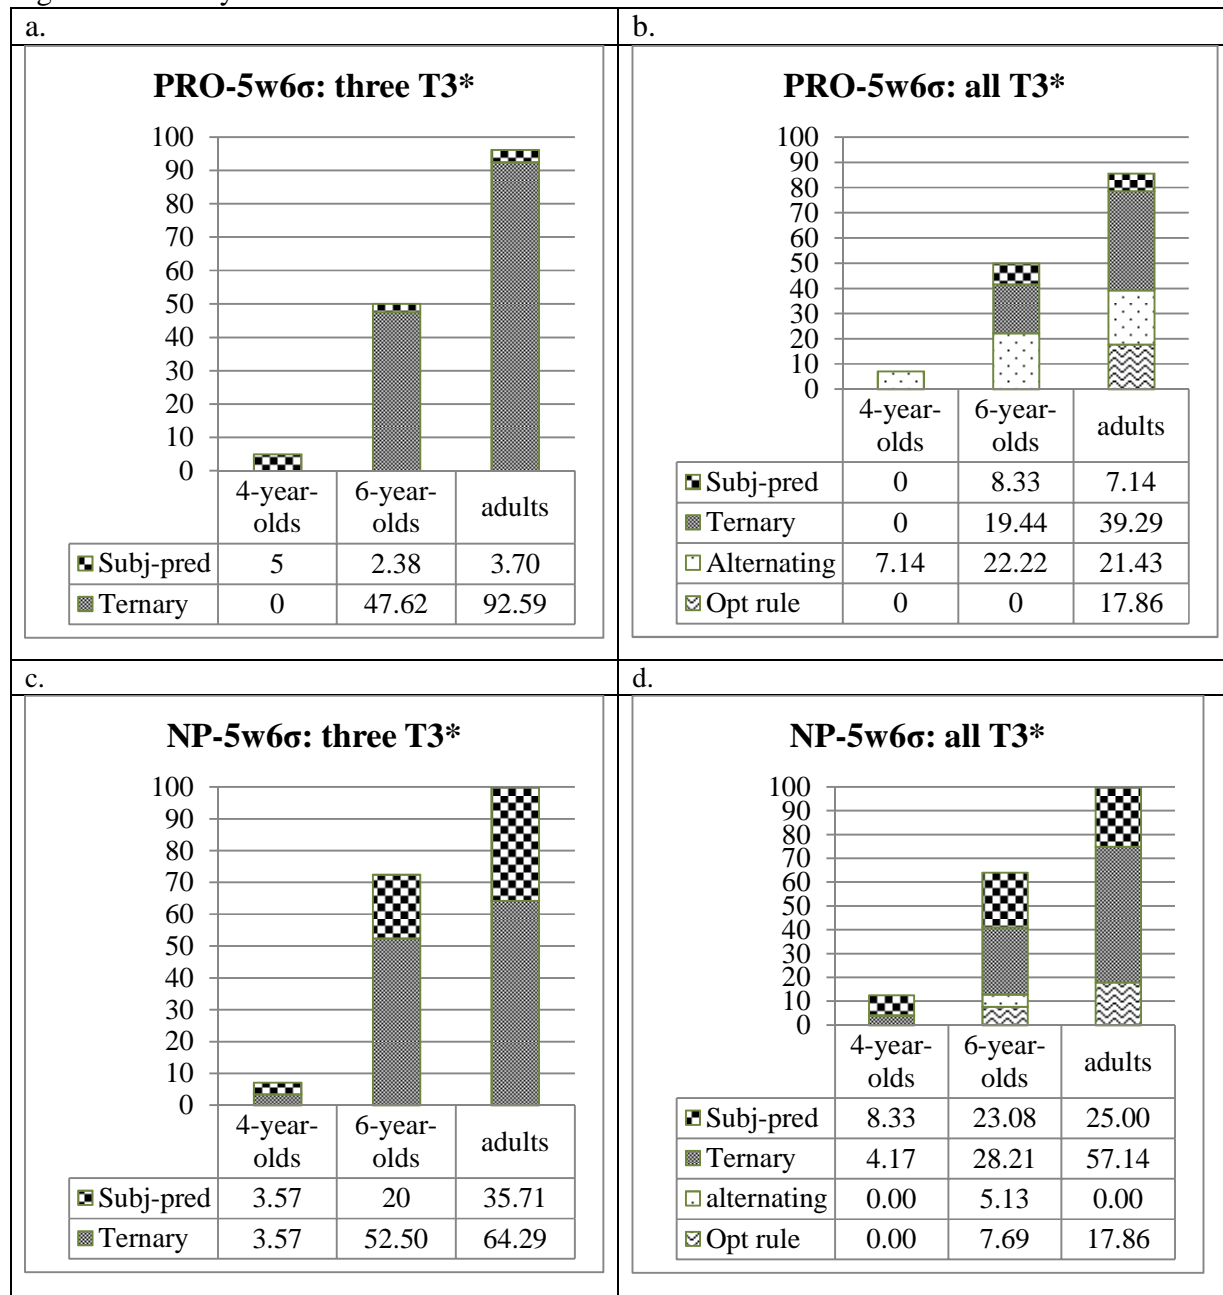 a.
b.
PRO-5w6σ: three T3*
100
90
80
70
60
50
40
30
20
10
0
4-year-olds 6-year-olds adults
Subj-pred 5 2.38 3.70
Ternary 0 47.62 92.59
PRO-5w6σ: all T3*
100
90
80
70
60
50
40
30
20
10
0
4-year-olds 6-year-olds adults
Subj-pred 0 8.33 7.14
Ternary 0 19.44 39.29
Alternating 7.14 22.22 21.43
Opt rule 0 0 17.86
c.
d.
NP-5w6σ: three T3*
100
90
80
70
60
50
40
30
20
10
0
4-year-olds 6-year-olds adults
Subj-pred 3.57 20 35.71
Ternary 3.57 52.50 64.29
NP-5w6σ: all T3*
100
90
80
70
60
50
40
30
20
10
0
4-year-olds 6-year-olds adults
Subj-pred 8.33 23.08 25.00
Ternary 4.17 28.21 57.14
alternating 0.00 5.13 0.00
Opt rule 0.00 7.69 17.86